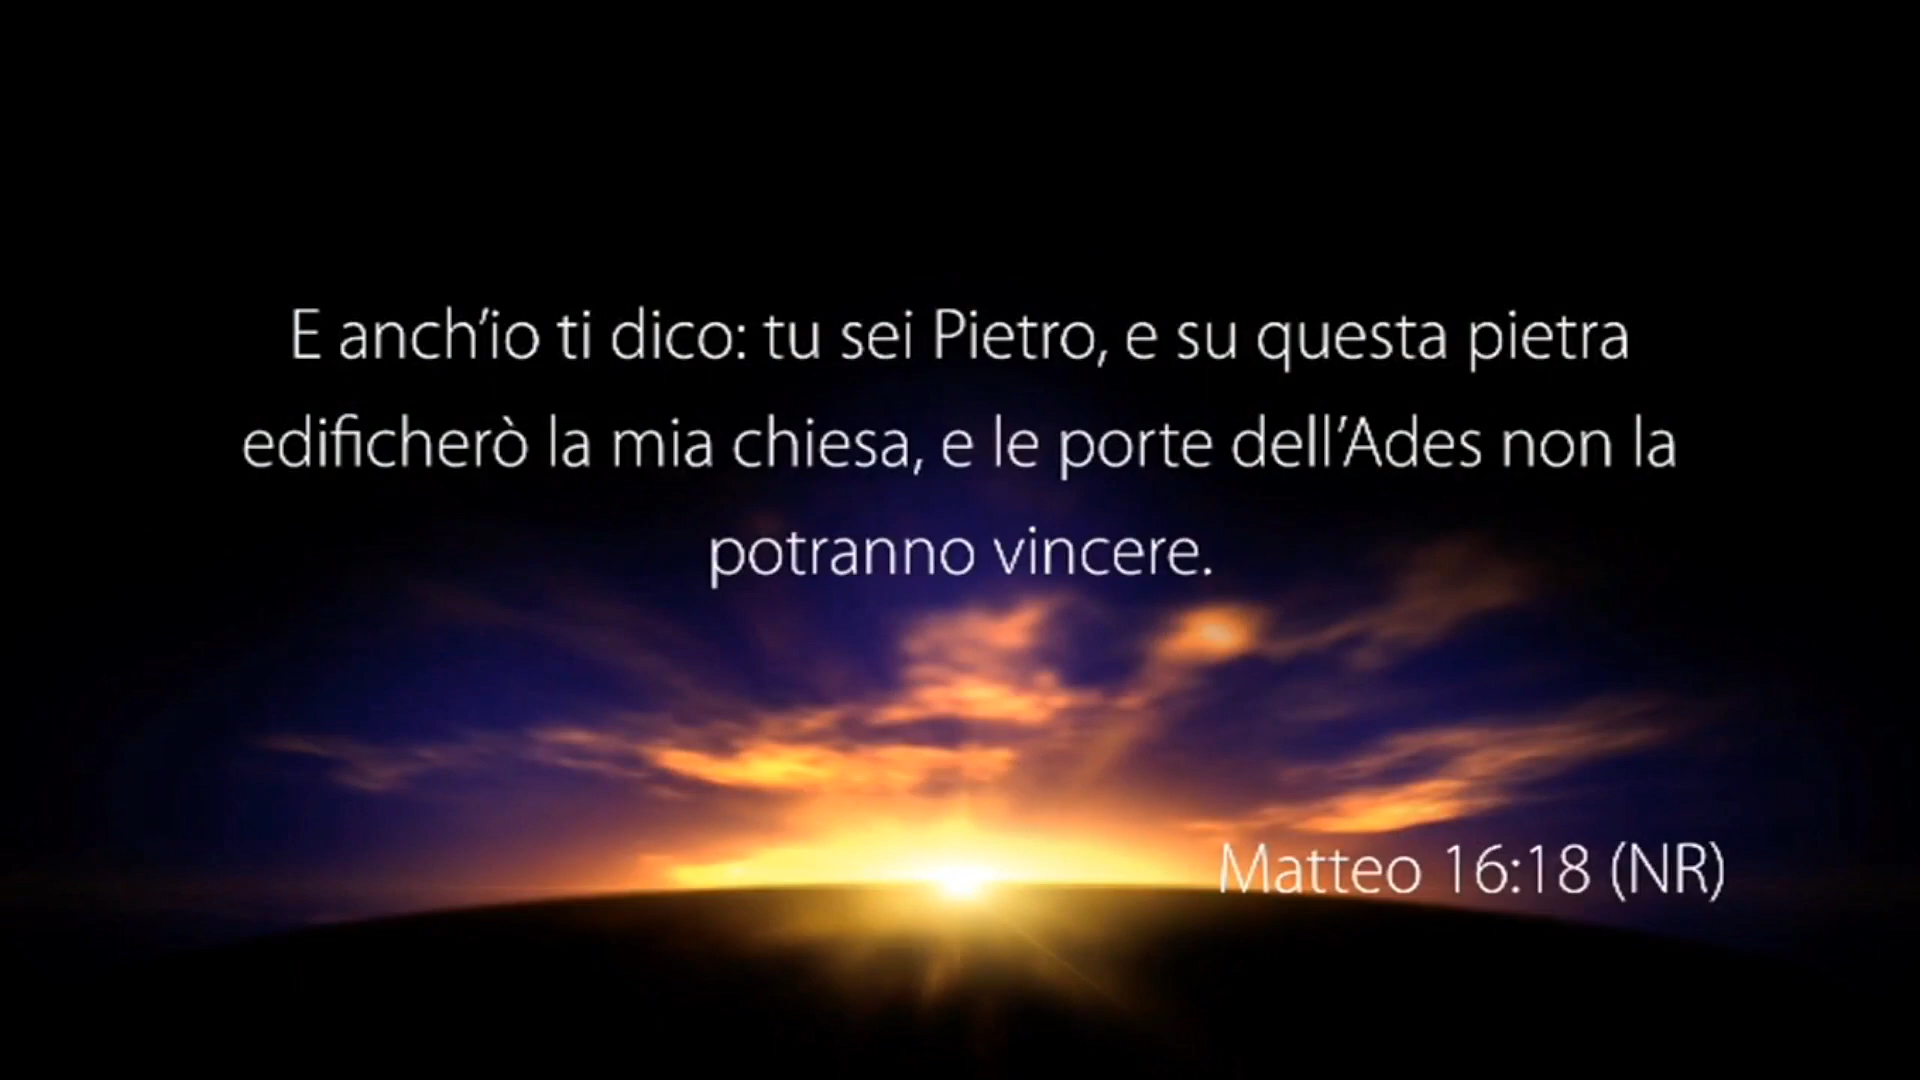 E anch’io ti dico: tu sei Pietro, e su questa pietra
edificherò la mia chiesa, e le porte dell’Ades non la
potranno vincere.
Matteo 16:18 (NR)